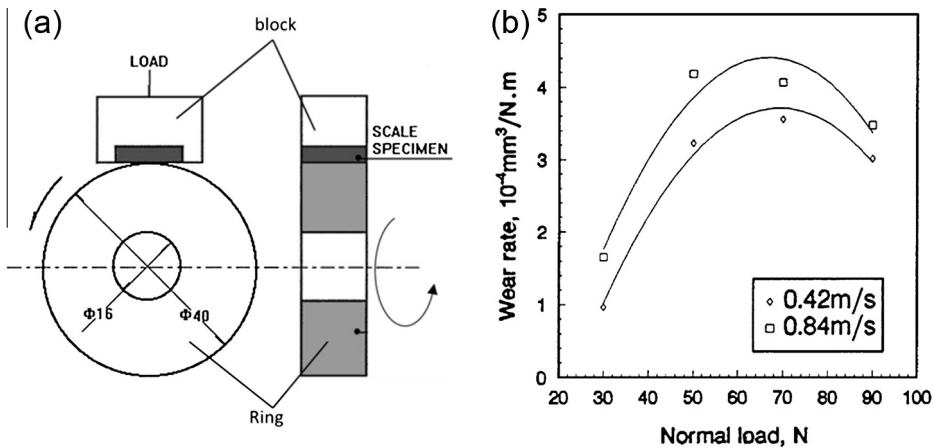 (a)
block
LOAD
SCALE
SPECIMEN
Φ16
Φ40
Ring
(b)
Wear rate, 10⁻⁴mm³/N.m
5
4
3
2
1
0
20 30 40 50 60 70 80 90 100
Normal load, N
0.42m/s
0.84m/s